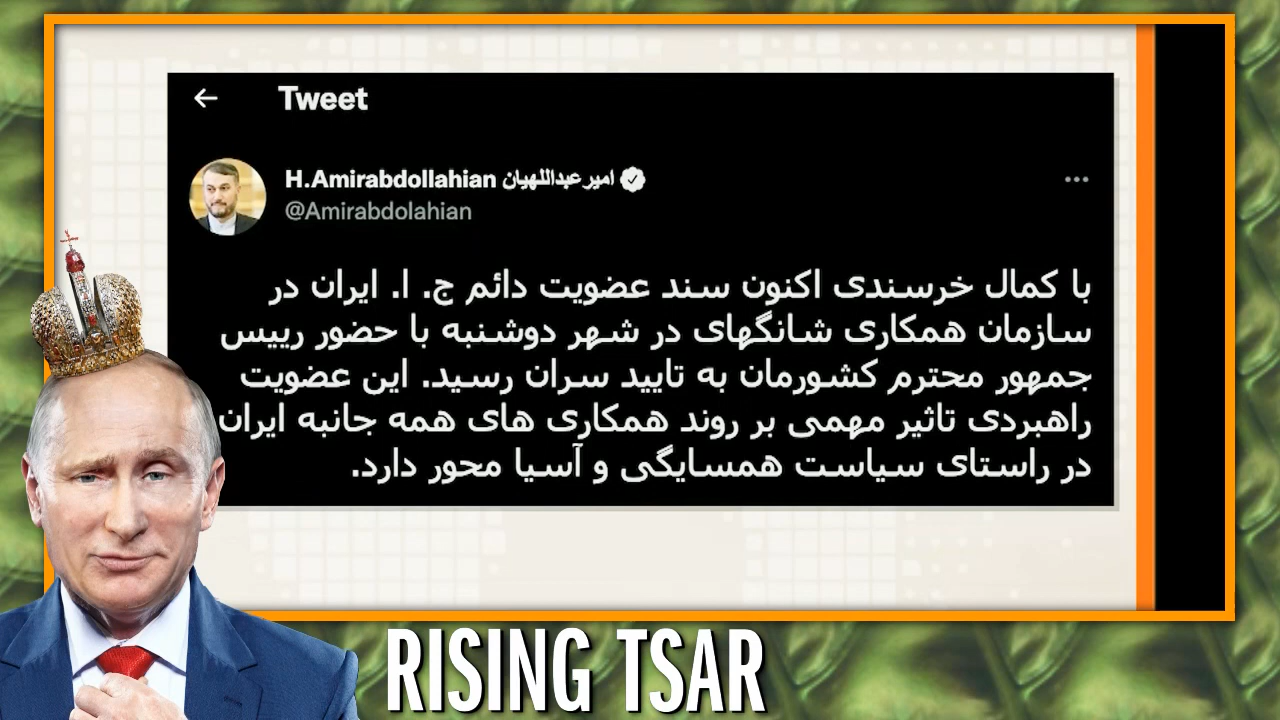 Tweet
H.Amirabdollahian امیرعبداللهیان
@Amirabdolahian
با کمال خرسندی اکنون سند عضویت دائم ج. ا. ایران در
سازمان همکاری شانگهای در شهر دوشنبه با حضور رییس
جمهور محترم کشورمان به تایید سران رسید. این عضویت
راهبردی تاثیر مهمی بر روند همکاری های همه جانبه ایران
در راستای سیاست همسایگی و آسیا محور دارد.
RISING TSAR